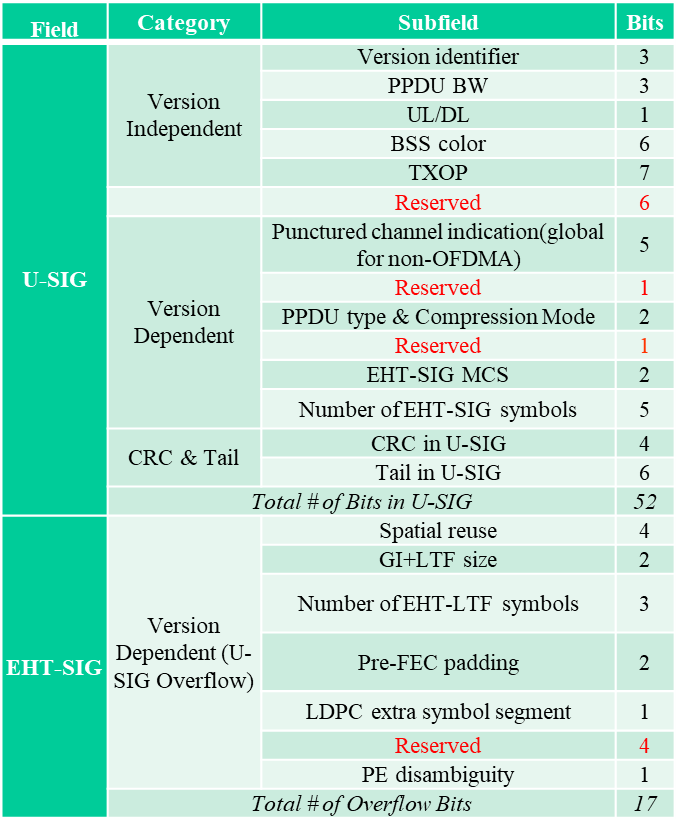 Field Category Subfield Bits
U-SIG
Version Independent
Version identifier 3
PPDU BW 3
UL/DL 1
BSS color 6
TXOP 7
Reserved 6
Version Dependent
Punctured channel indication(global for non-OFDMA) 5
Reserved 1
PPDU type & Compression Mode 2
Reserved 1
EHT-SIG MCS 2
Number of EHT-SIG symbols 5
CRC & Tail
CRC in U-SIG 4
Tail in U-SIG 6
Total # of Bits in U-SIG 52
EHT-SIG
Version Dependent (U-SIG Overflow)
Spatial reuse 4
GI+LTF size 2
Number of EHT-LTF symbols 3
Pre-FEC padding 2
LDPC extra symbol segment 1
Reserved 4
PE disambiguity 1
Total # of Overflow Bits 17